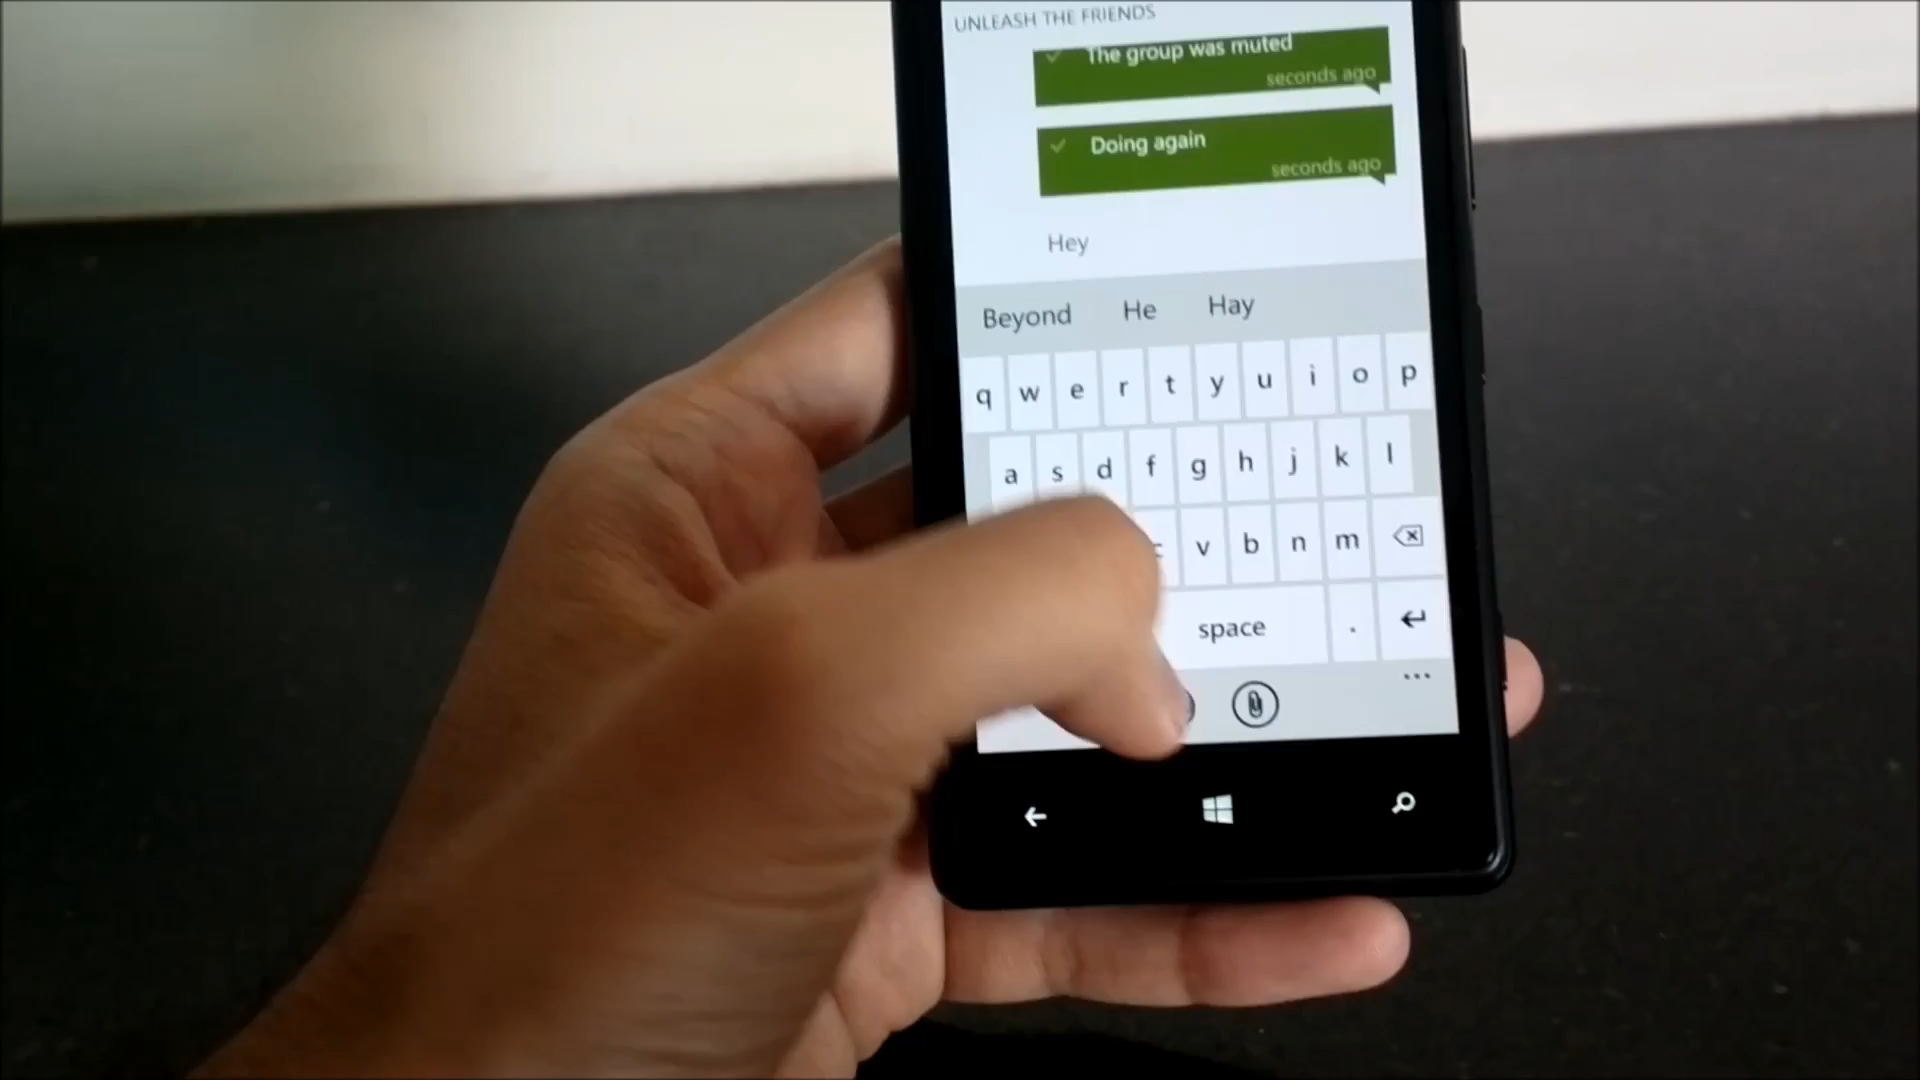 UNLEASH THE FRIENDS
The group was muted
seconds ago
Doing again
seconds ago
Hey
Beyond He Hay
q w e r t y u i o p
a s d f g h j k l
v b n m
space .